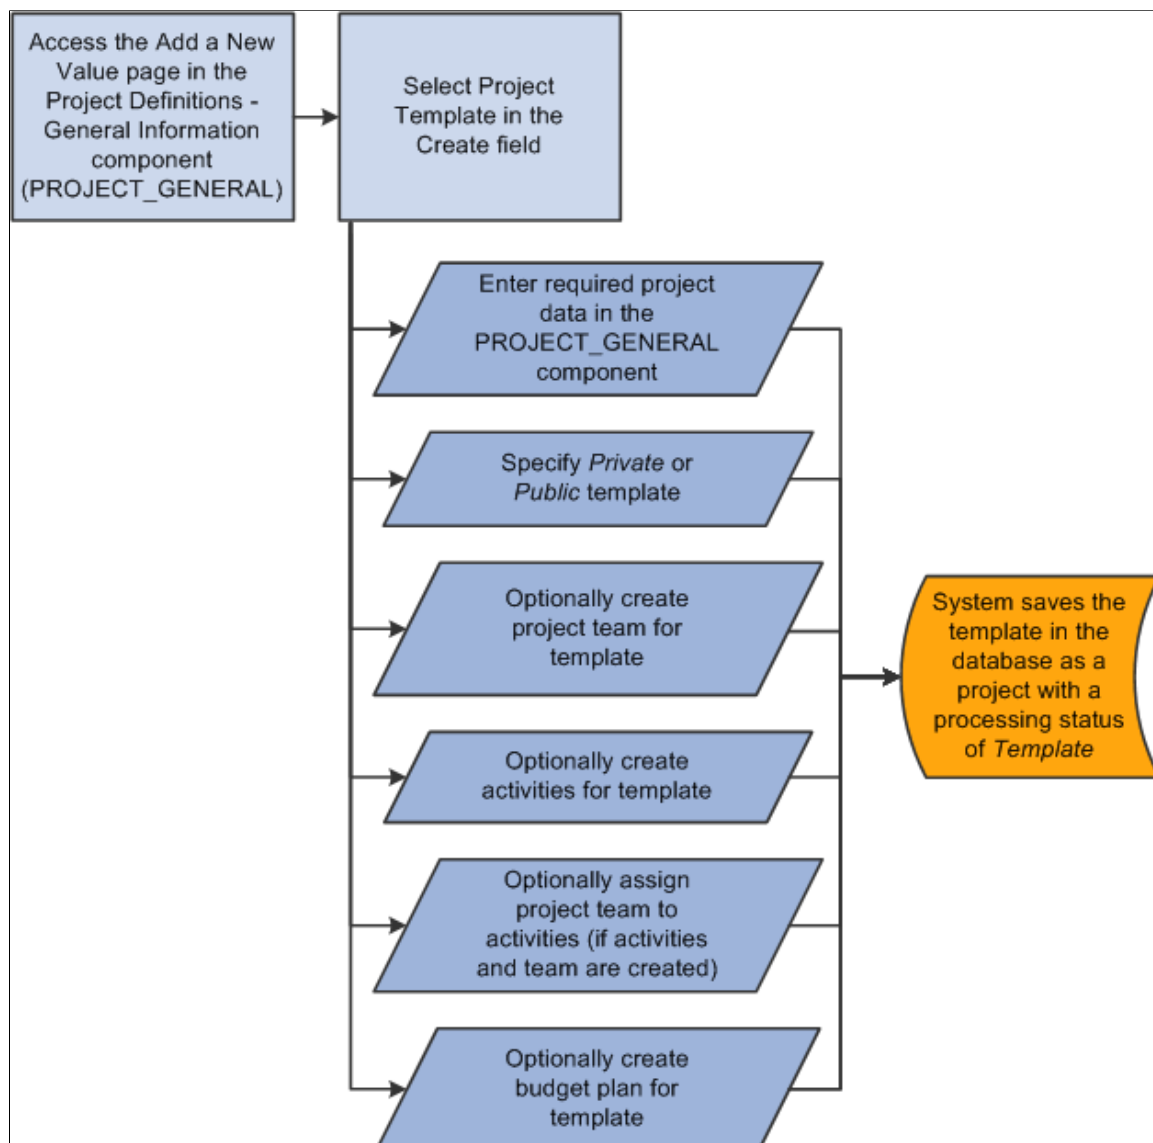 Access the Add a New
Value page in the
Project Definitions -
General Information
component
(PROJECT_GENERAL)
Select Project
Template in the
Create field
Enter required project
data in the
PROJECT_GENERAL
component
Specify Private or
Public template
Optionally create
project team for
template
Optionally create
activities for template
Optionally assign
project team to
activities (if activities
and team are created)
Optionally create
budget plan for
template
System saves the
template in the
database as a
project with a
processing status
of Template